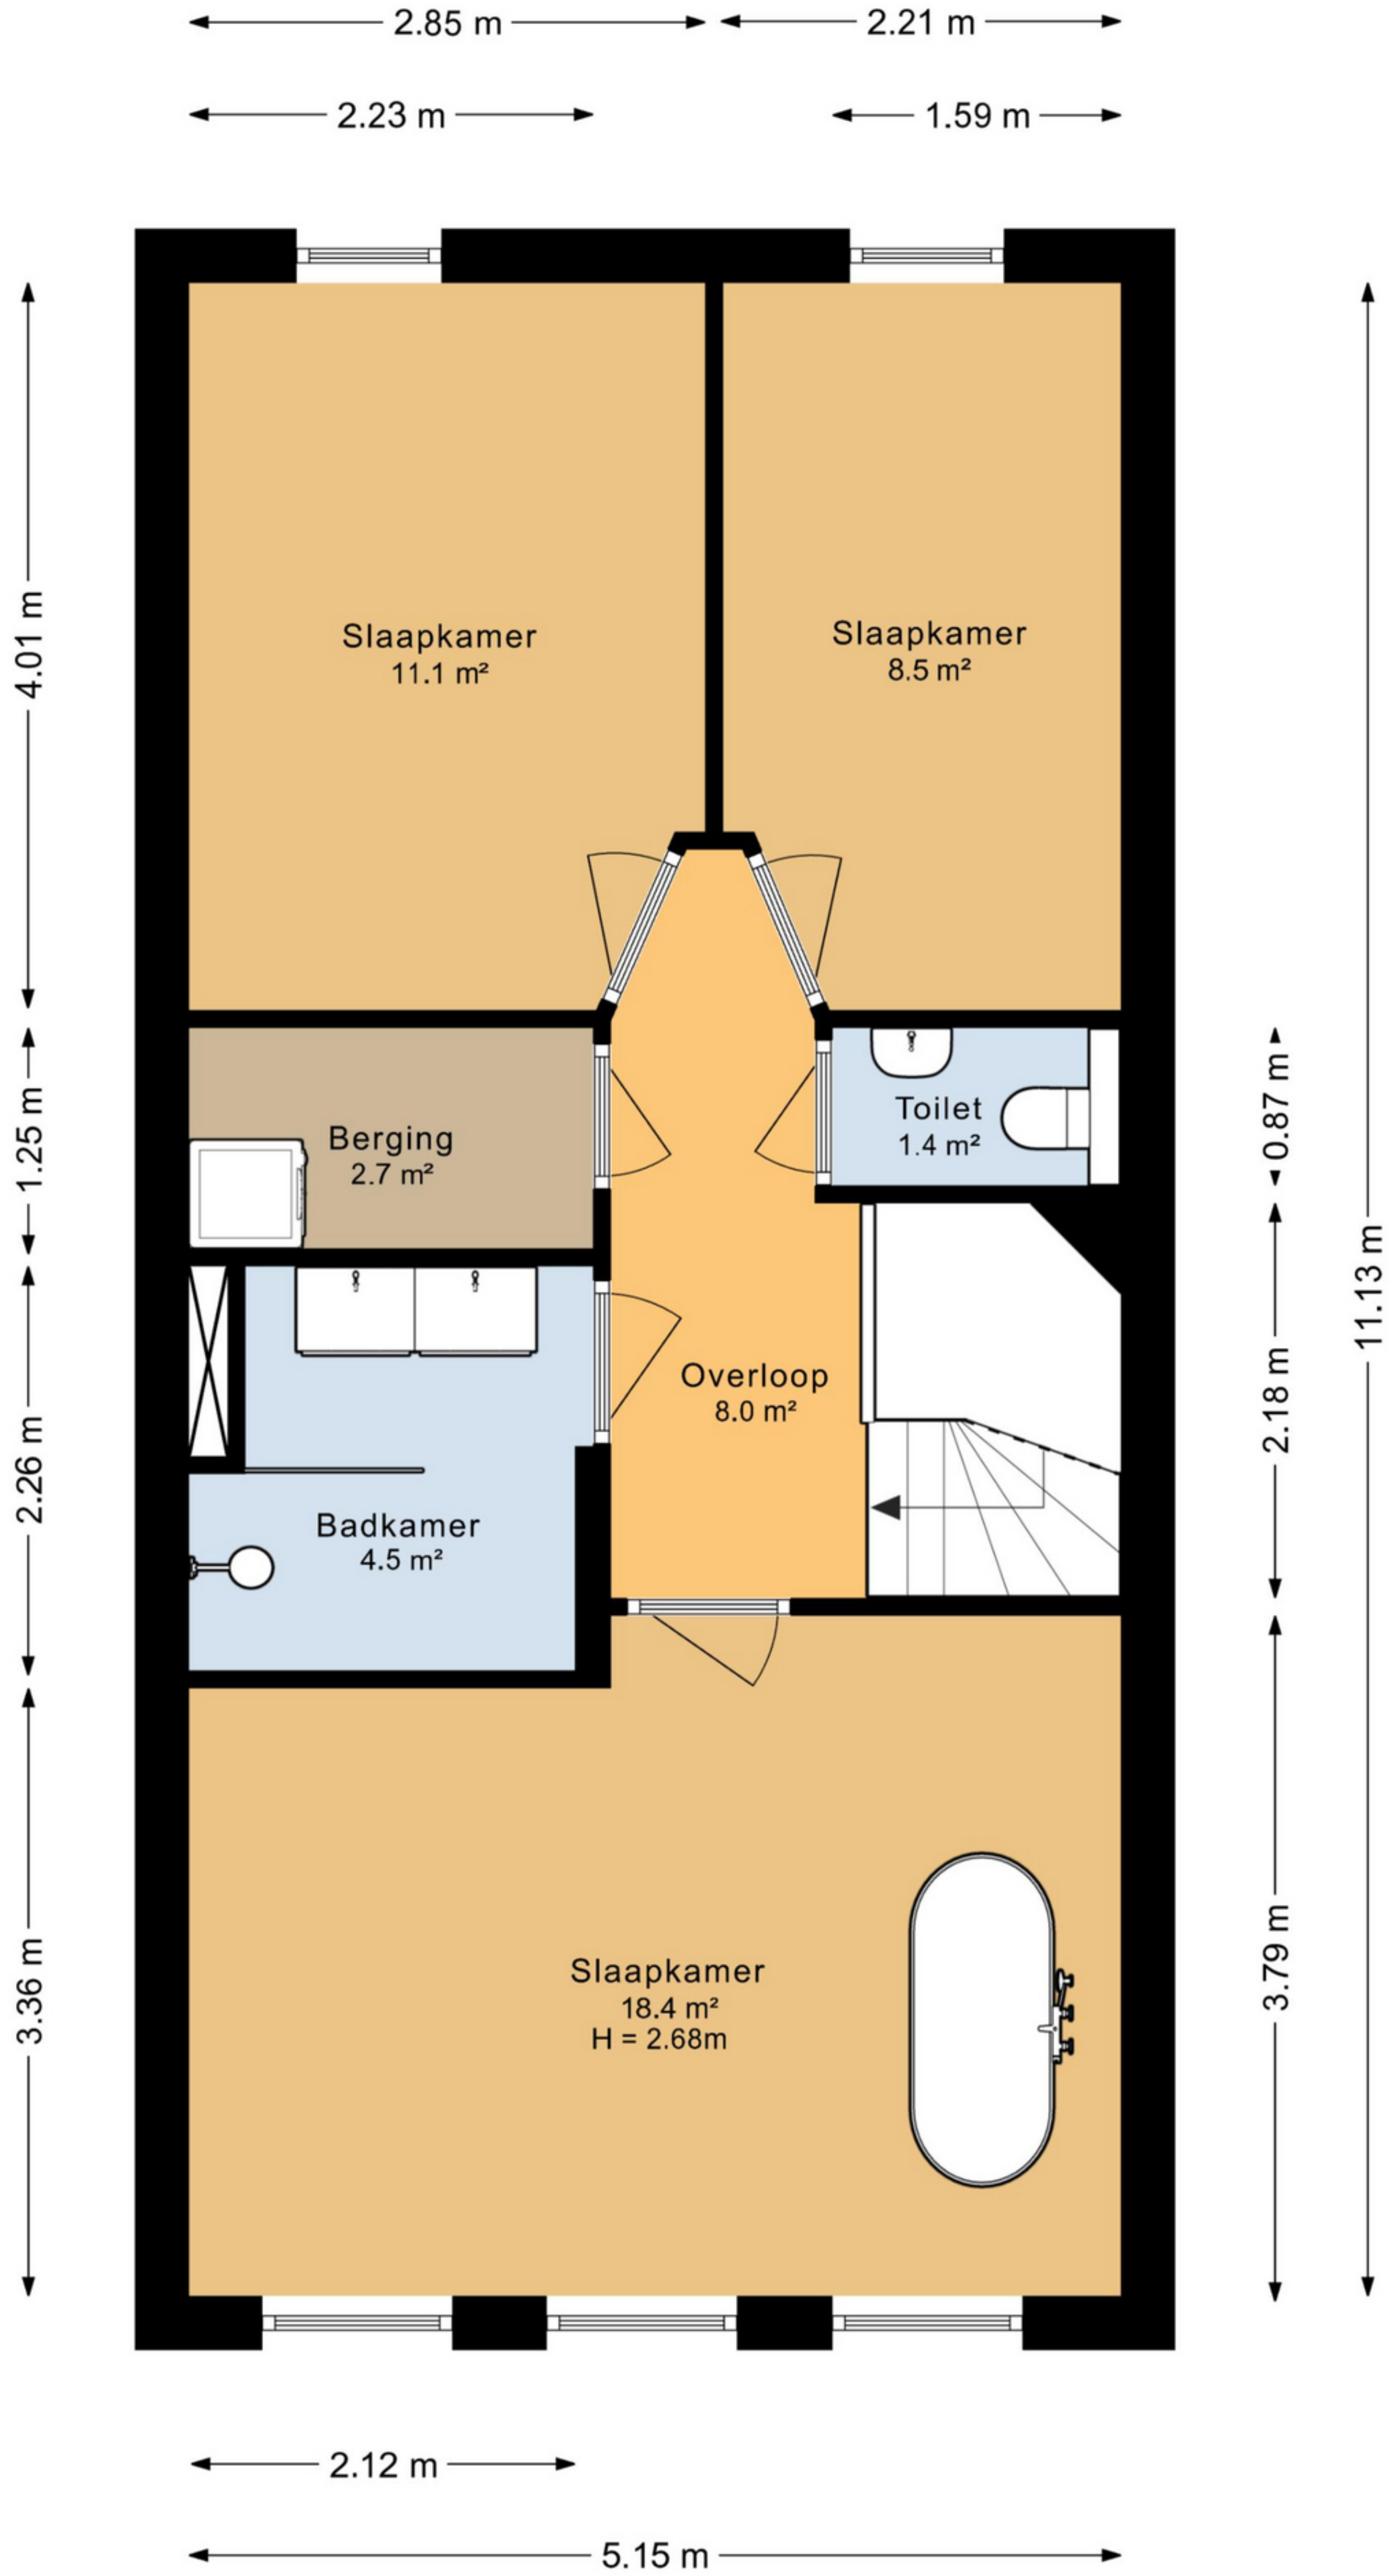 2.85 m
2.21 m
2.23 m
1.59 m
4.01 m
Slaapkamer
11.1 m²
Slaapkamer
8.5 m²
1.25 m
Berging
2.7 m²
Toilet
1.4 m²
0.87 m
11.13 m
2.26 m
Overloop
8.0 m²
2.18 m
Badkamer
4.5 m²
3.36 m
Slaapkamer
18.4 m²
H = 2.68m
3.79 m
2.12 m
5.15 m